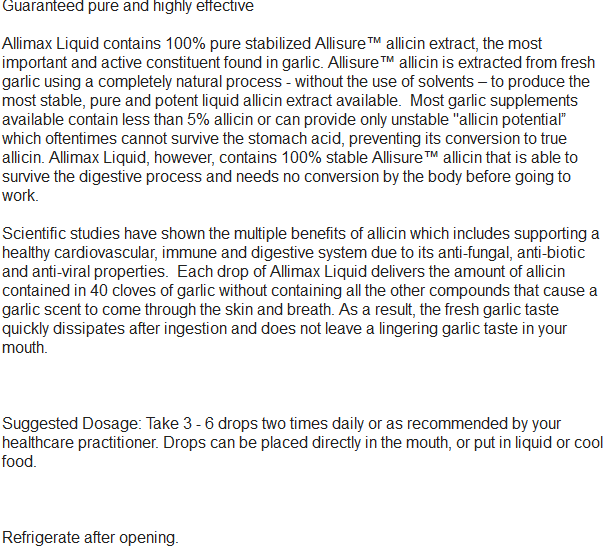 Guaranteed pure and highly effective
Allimax Liquid contains 100% pure stabilized Allisure™ allicin extract, the most
important and active constituent found in garlic. Allisure™ allicin is extracted from fresh
garlic using a completely natural process - without the use of solvents – to produce the
most stable, pure and potent liquid allicin extract available.  Most garlic supplements
available contain less than 5% allicin or can provide only unstable "allicin potential”
which oftentimes cannot survive the stomach acid, preventing its conversion to true
allicin. Allimax Liquid, however, contains 100% stable Allisure™ allicin that is able to
survive the digestive process and needs no conversion by the body before going to
work.
Scientific studies have shown the multiple benefits of allicin which includes supporting a
healthy cardiovascular, immune and digestive system due to its anti-fungal, anti-biotic
and anti-viral properties.  Each drop of Allimax Liquid delivers the amount of allicin
contained in 40 cloves of garlic without containing all the other compounds that cause a
garlic scent to come through the skin and breath. As a result, the fresh garlic taste
quickly dissipates after ingestion and does not leave a lingering garlic taste in your
mouth.
Suggested Dosage: Take 3 - 6 drops two times daily or as recommended by your
healthcare practitioner. Drops can be placed directly in the mouth, or put in liquid or cool
food.
Refrigerate after opening.